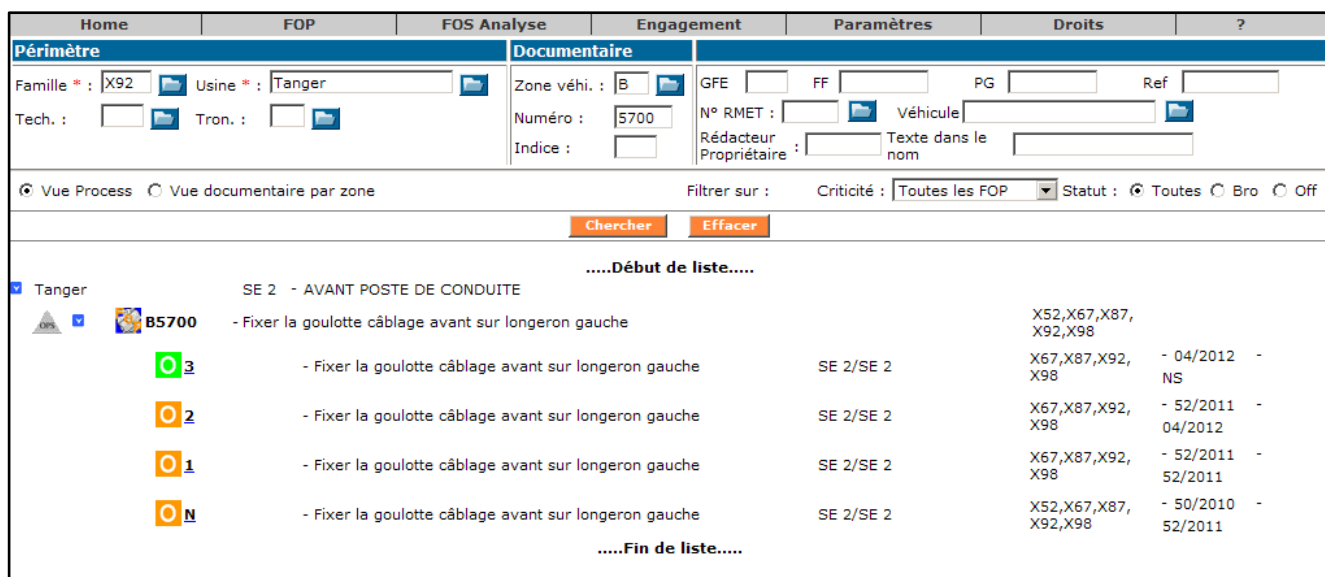 Home FOP FOS Analyse Engagement Paramètres Droits ?
Périmètre Documentaire
Famille * : X92 Usine * : Tanger Zone véhi. : B GFE FF PG Ref
Tech. : Tron. : Numéro : 5700 N° RMET : Véhicule
Indice : Rédacteur Propriétaire : Texte dans le nom
Vue Process Vue documentaire par zone Filtrer sur : Criticité : Toutes les FOP Statut : Toutes Bro Off
Chercher Effacer
.....Début de liste.....
Tanger SE 2 - AVANT POSTE DE CONDUITE
OPS B5700 - Fixer la goulotte câblage avant sur longeron gauche X52,X67,X87,
X92,X98
O 3 - Fixer la goulotte câblage avant sur longeron gauche SE 2/SE 2 X67,X87,X92, - 04/2012 -
X98 NS
O 2 - Fixer la goulotte câblage avant sur longeron gauche SE 2/SE 2 X67,X87,X92, - 52/2011 -
X98 04/2012
O 1 - Fixer la goulotte câblage avant sur longeron gauche SE 2/SE 2 X67,X87,X92, - 52/2011 -
X98 52/2011
O N - Fixer la goulotte câblage avant sur longeron gauche SE 2/SE 2 X52,X67,X87, - 50/2010 -
X92,X98 52/2011
.....Fin de liste.....